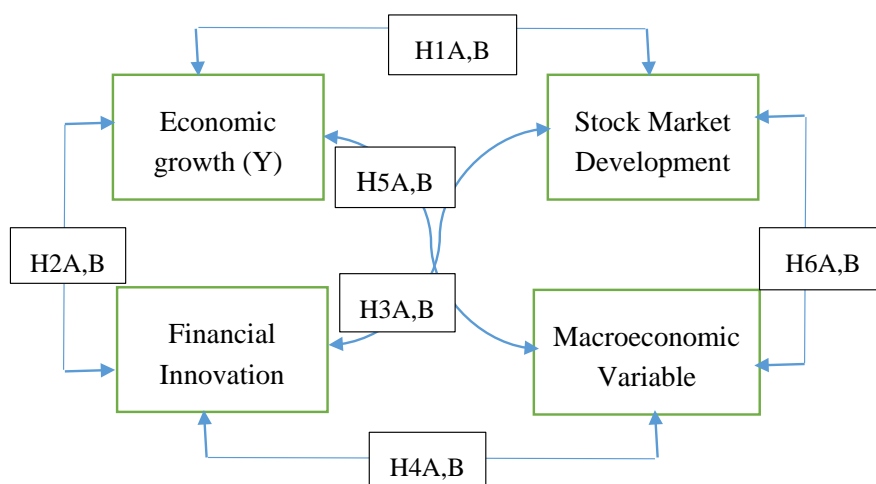 H1A,B
Economic
growth (Y)
Stock Market
Development
H5A,B
H2A,B
H6A,B
H3A,B
Financial
Innovation
Macroeconomic
Variable
H4A,B